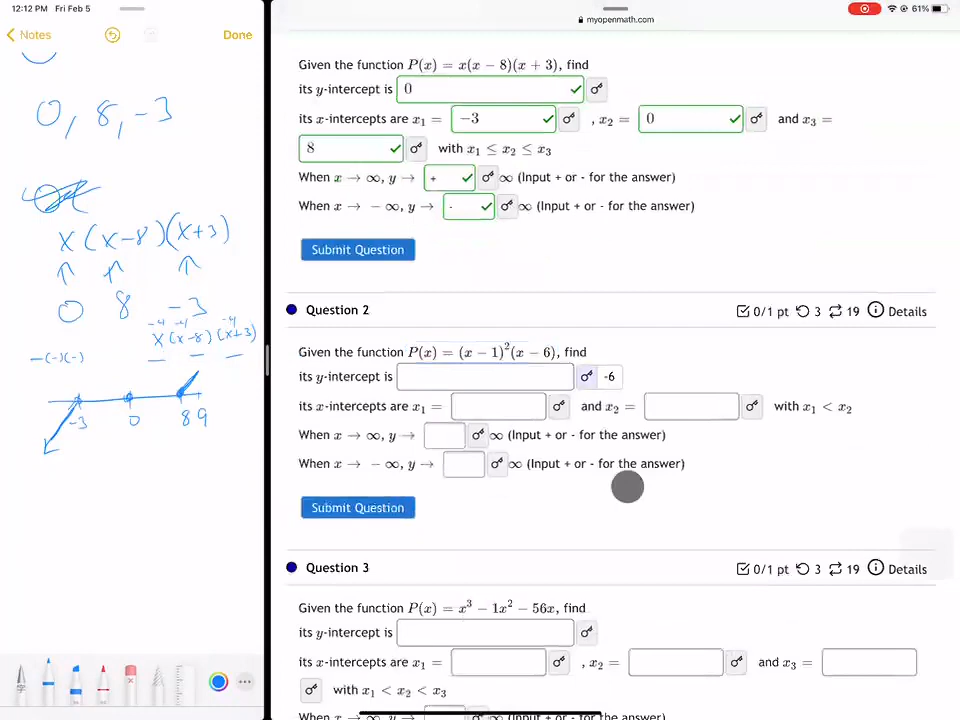 12:12 PM Fri Feb 5
61%
Notes
Done
myopenmath.com
0, 8, -3
x (x-8)(x+3)
0 8 -3
-4 -4 -4
x (x-8) (x+3)
-(-)(-)
-3 0 8 9
Given the function P(x) = x(x − 8)(x + 3), find
its y-intercept is 0
its x-intercepts are x₁ = −3 , x₂ = 0 and x₃ =
8 with x₁ ≤ x₂ ≤ x₃
When x → ∞, y → + ∞ (Input + or - for the answer)
When x → − ∞, y → - ∞ (Input + or - for the answer)
Submit Question
Question 2 0/1 pt 3 19 Details
Given the function P(x) = (x − 1)²(x − 6), find
its y-intercept is -6
its x-intercepts are x₁ = and x₂ = with x₁ < x₂
When x → ∞, y → ∞ (Input + or - for the answer)
When x → − ∞, y → ∞ (Input + or - for the answer)
Submit Question
Question 3 0/1 pt 3 19 Details
Given the function P(x) = x³ − 1x² − 56x, find
its y-intercept is
its x-intercepts are x₁ = , x₂ = and x₃ =
with x₁ < x₂ < x₃
When x → ∞, y → ∞ (Input + or - for the answer)